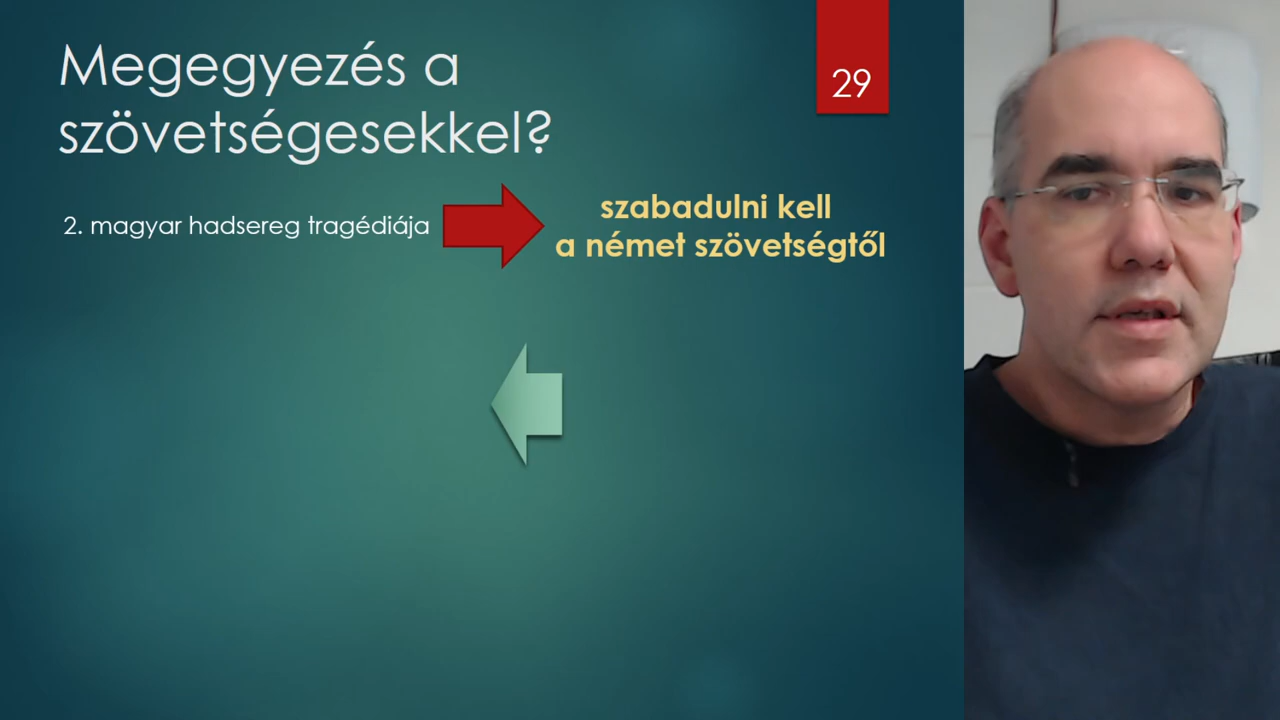 Megegyezés a
szövetségesekkel?
29
2. magyar hadsereg tragédiája
szabadulni kell
a német szövetségtől